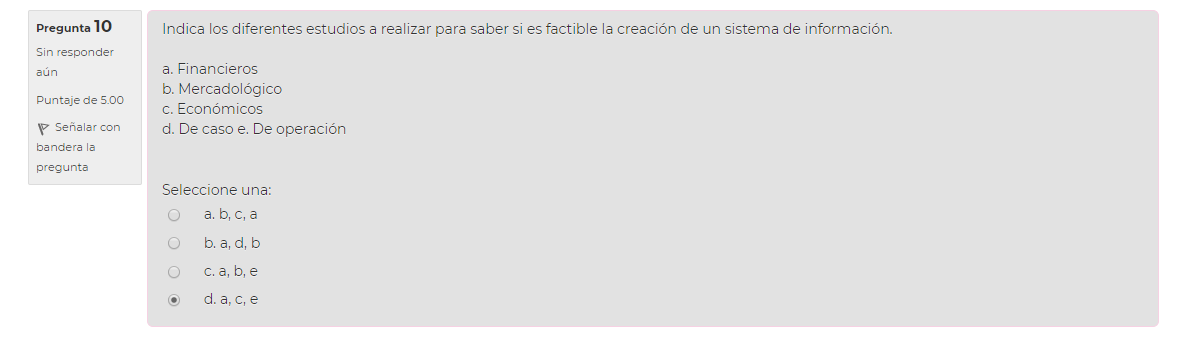 Pregunta 10
Sin responder
aún
Puntaje de 5.00
Señalar con
bandera la
pregunta
Indica los diferentes estudios a realizar para saber si es factible la creación de un sistema de información.
a. Financieros
b. Mercadológico
c. Económicos
d. De caso e. De operación
Seleccione una:
a. b, c, a
b. a, d, b
c. a, b, e
d. a, c, e